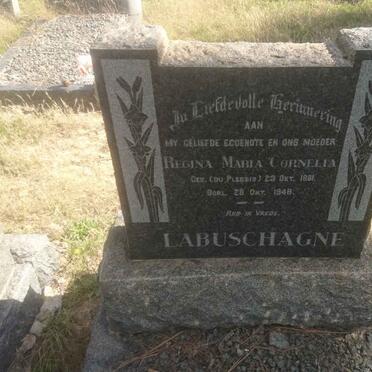 In Liefdevolle Herinnering
AAN
MY GELIEFDE EGGENOTE EN ONS MOEDER
REGINA MARIA CORNELIA
GEB. (DU PLESSIS) 23 OKT. 1881.
OORL. 28 OKT. 1948.
RUS IN VREDE.
LABUSCHAGNE